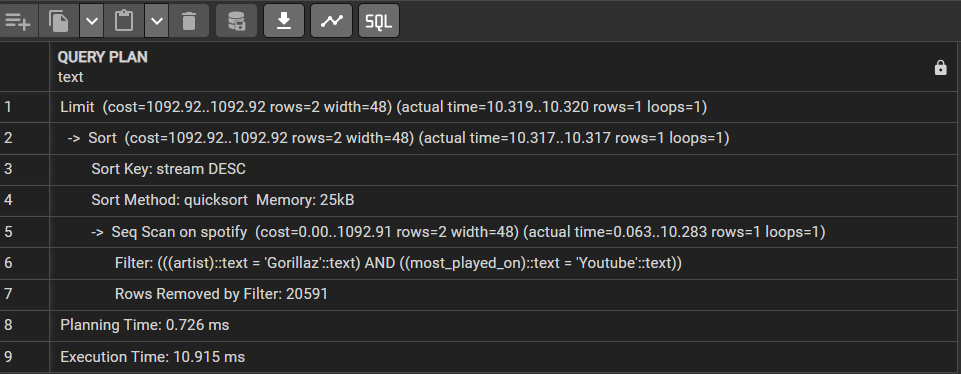 SQL
QUERY PLAN
text
1 Limit (cost=1092.92..1092.92 rows=2 width=48) (actual time=10.319..10.320 rows=1 loops=1)
2 -> Sort (cost=1092.92..1092.92 rows=2 width=48) (actual time=10.317..10.317 rows=1 loops=1)
3 Sort Key: stream DESC
4 Sort Method: quicksort Memory: 25kB
5 -> Seq Scan on spotify (cost=0.00..1092.91 rows=2 width=48) (actual time=0.063..10.283 rows=1 loops=1)
6 Filter: (((artist)::text = 'Gorillaz'::text) AND ((most_played_on)::text = 'Youtube'::text))
7 Rows Removed by Filter: 20591
8 Planning Time: 0.726 ms
9 Execution Time: 10.915 ms